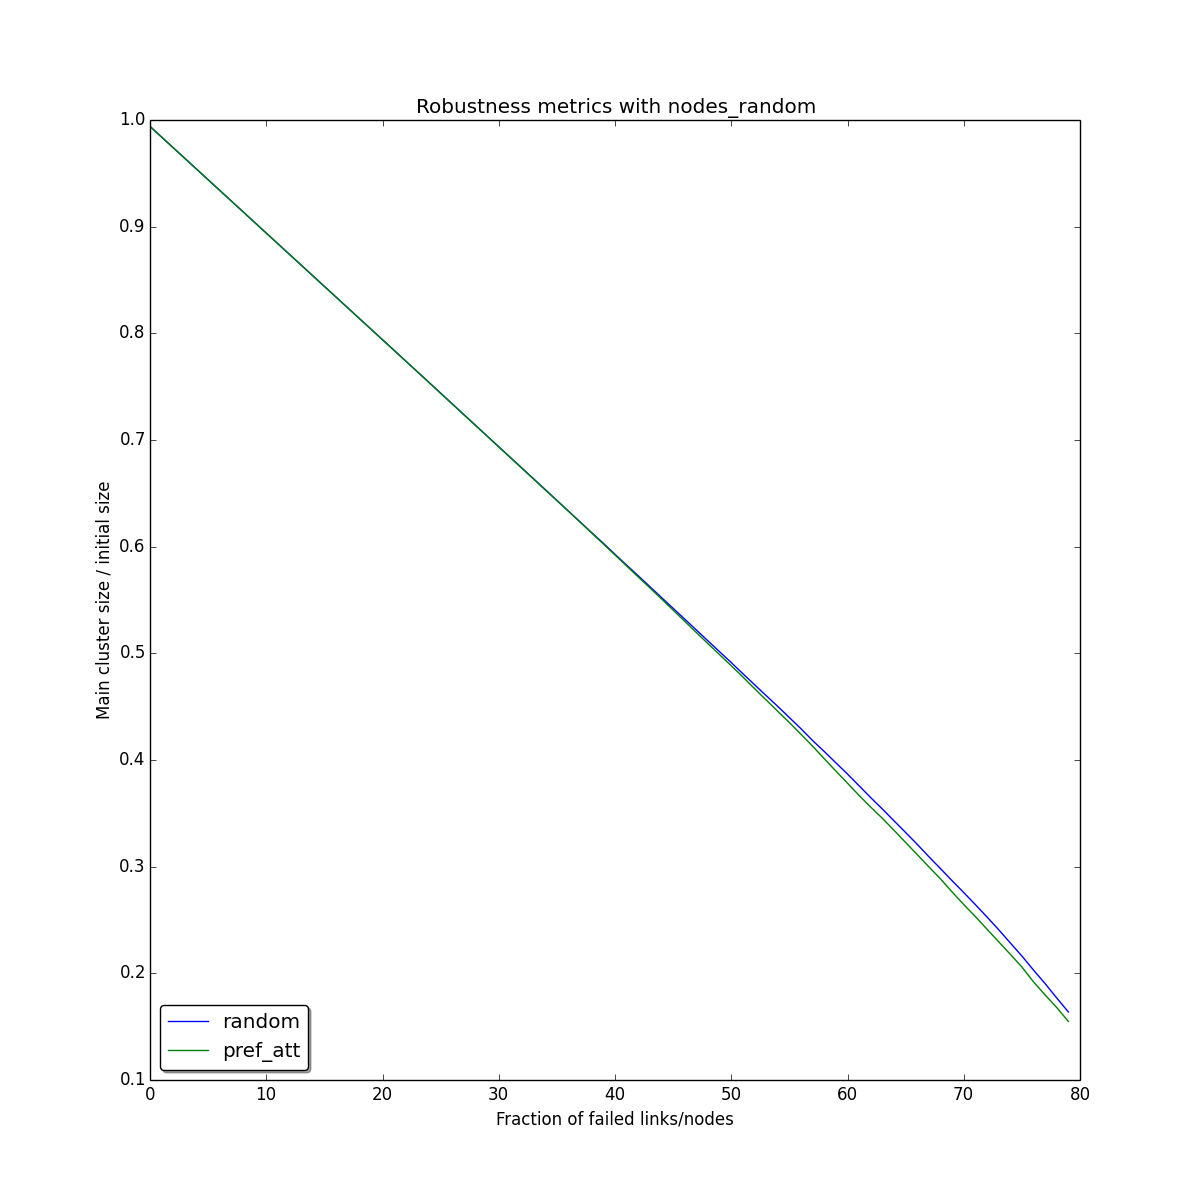 Robustness metrics with nodes_random
1.0
0.9
0.8
0.7
0.6
0.5
0.4
0.3
0.2
0.1
Main cluster size / initial size
random
pref_att
0 10 20 30 40 50 60 70 80
Fraction of failed links/nodes